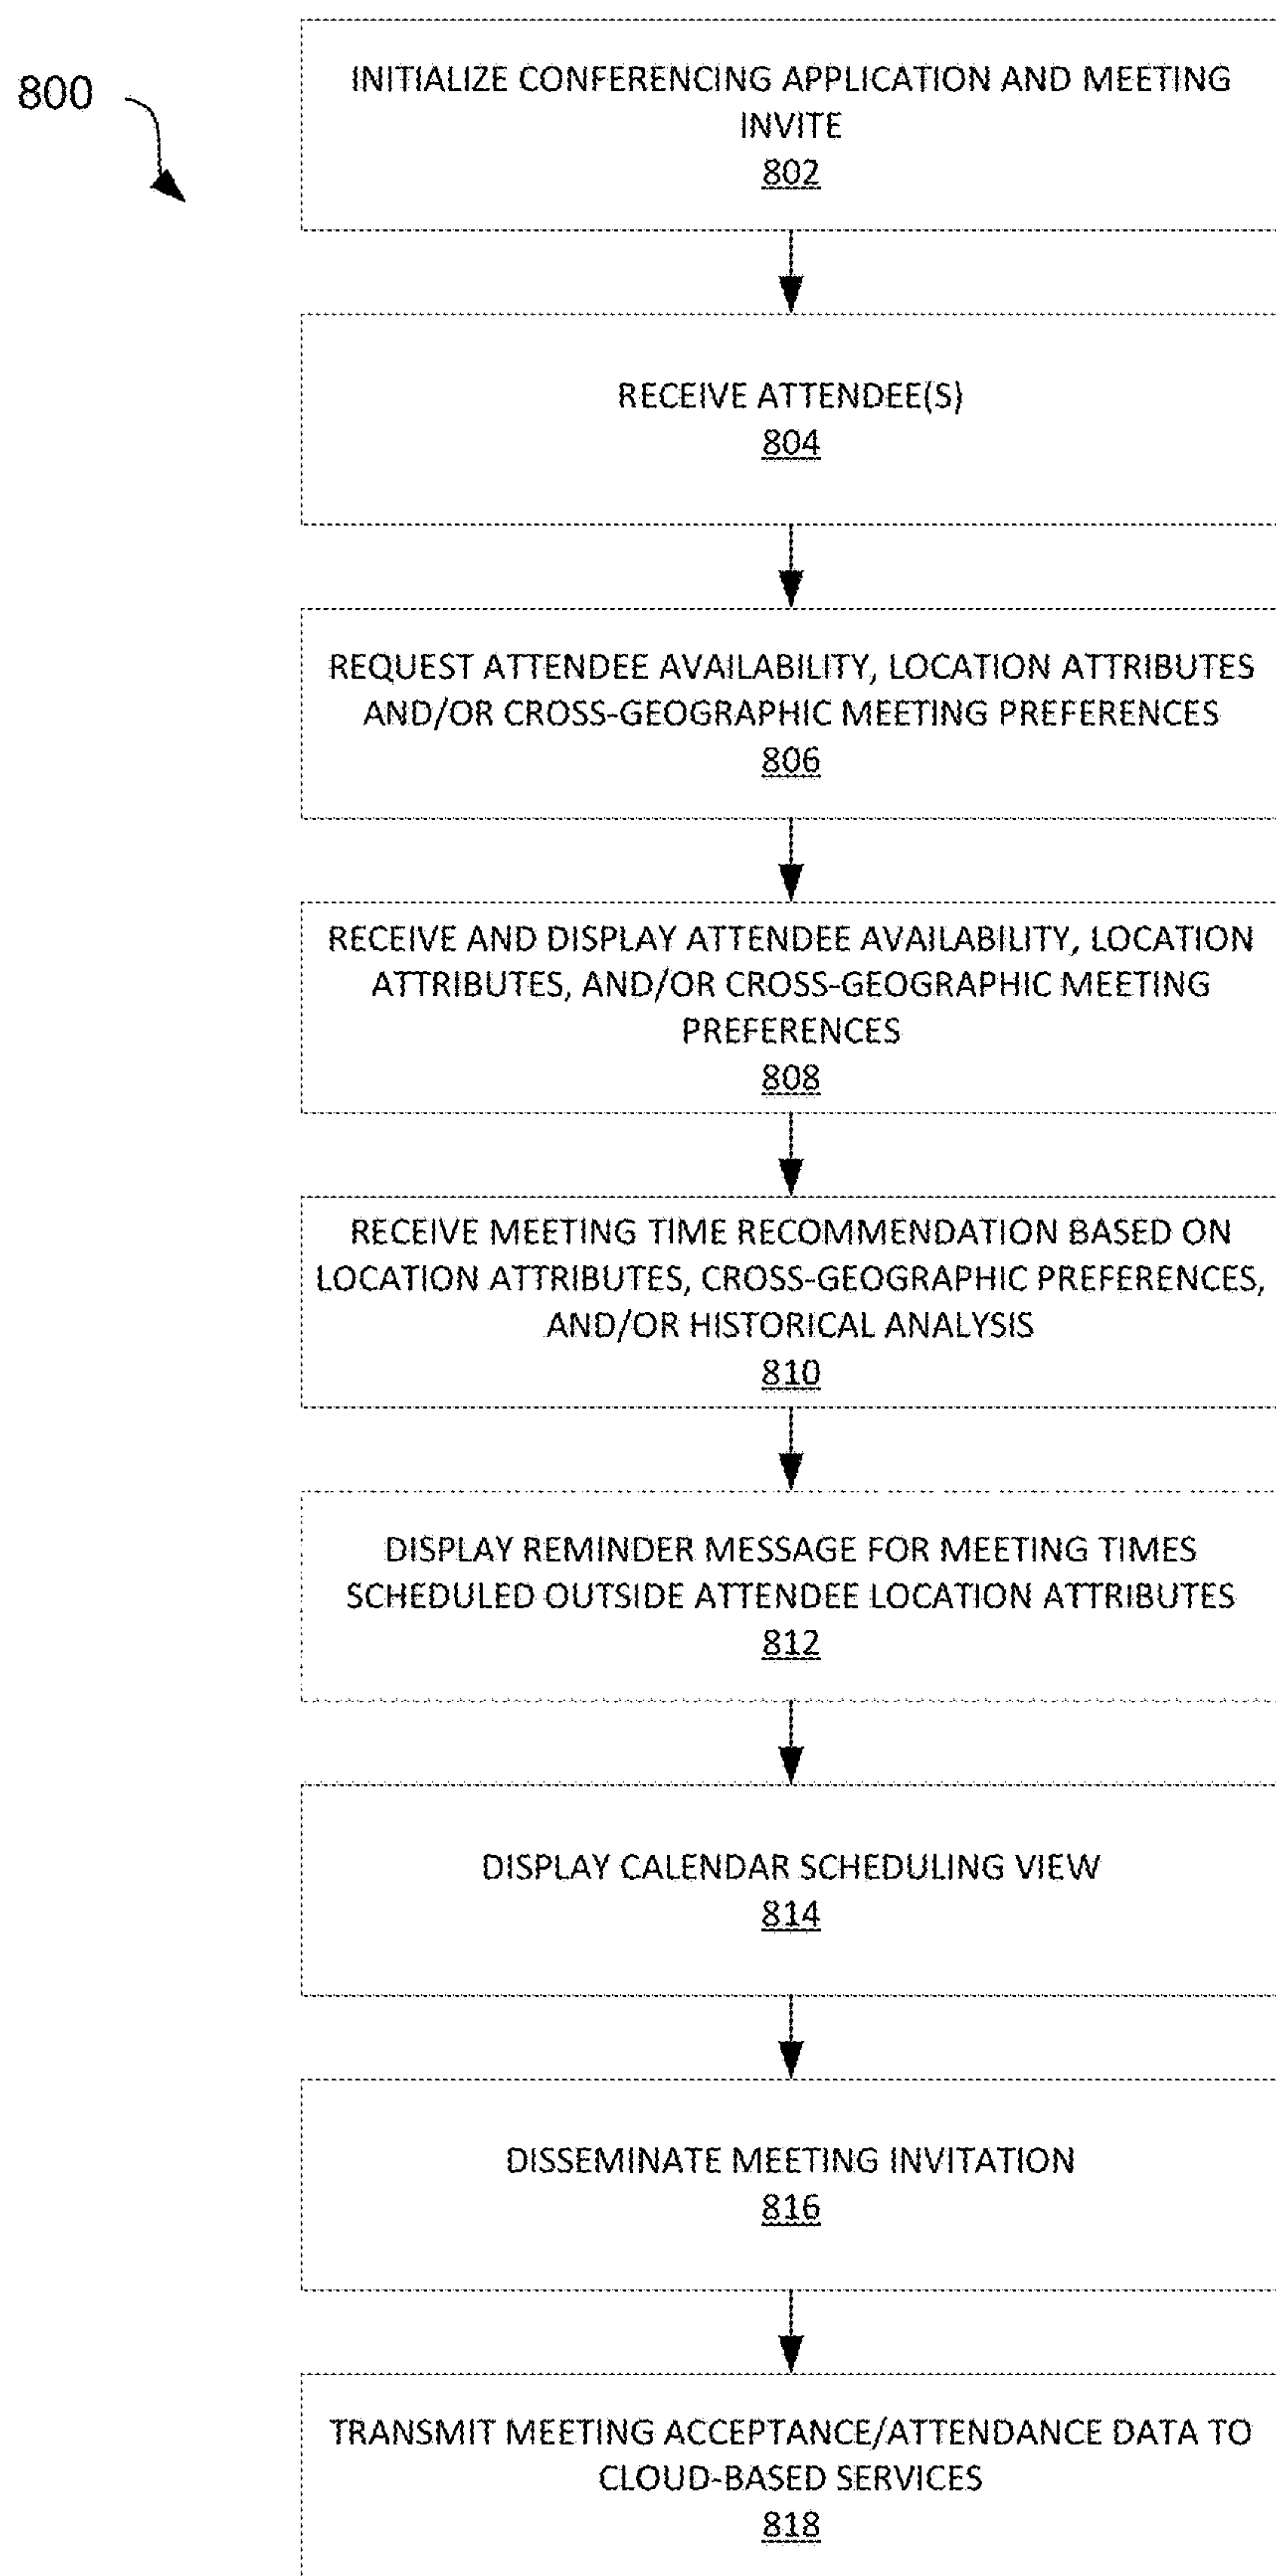 800
INITIALIZE CONFERENCING APPLICATION AND MEETING
INVITE
802
RECEIVE ATTENDEE(S)
804
REQUEST ATTENDEE AVAILABILITY, LOCATION ATTRIBUTES
AND/OR CROSS-GEOGRAPHIC MEETING PREFERENCES
806
RECEIVE AND DISPLAY ATTENDEE AVAILABILITY, LOCATION
ATTRIBUTES, AND/OR CROSS-GEOGRAPHIC MEETING
PREFERENCES
808
RECEIVE MEETING TIME RECOMMENDATION BASED ON
LOCATION ATTRIBUTES, CROSS-GEOGRAPHIC PREFERENCES,
AND/OR HISTORICAL ANALYSIS
810
DISPLAY REMINDER MESSAGE FOR MEETING TIMES
SCHEDULED OUTSIDE ATTENDEE LOCATION ATTRIBUTES
812
DISPLAY CALENDAR SCHEDULING VIEW
814
DISSEMINATE MEETING INVITATION
816
TRANSMIT MEETING ACCEPTANCE/ATTENDANCE DATA TO
CLOUD-BASED SERVICES
818